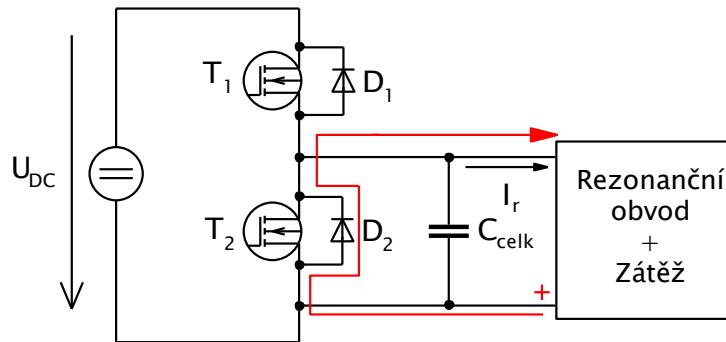 T1
D1
UDC
T2
D2
Ccelk
Ir
+
Rezonanční
obvod
+
Zátěž